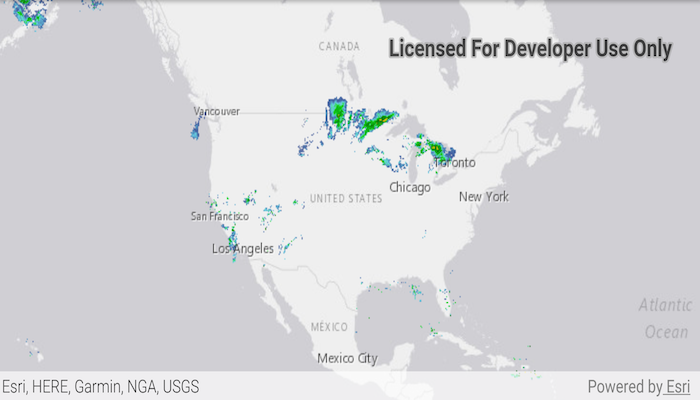 CANADA
Licensed For Developer Use Only
Vancouver
Toronto
Chicago
UNITED STATES
New York
San Francisco
Los Angeles
Atlantic
Ocean
MÉXICO
Mexico City
Esri, HERE, Garmin, NGA, USGS
Powered by Esri